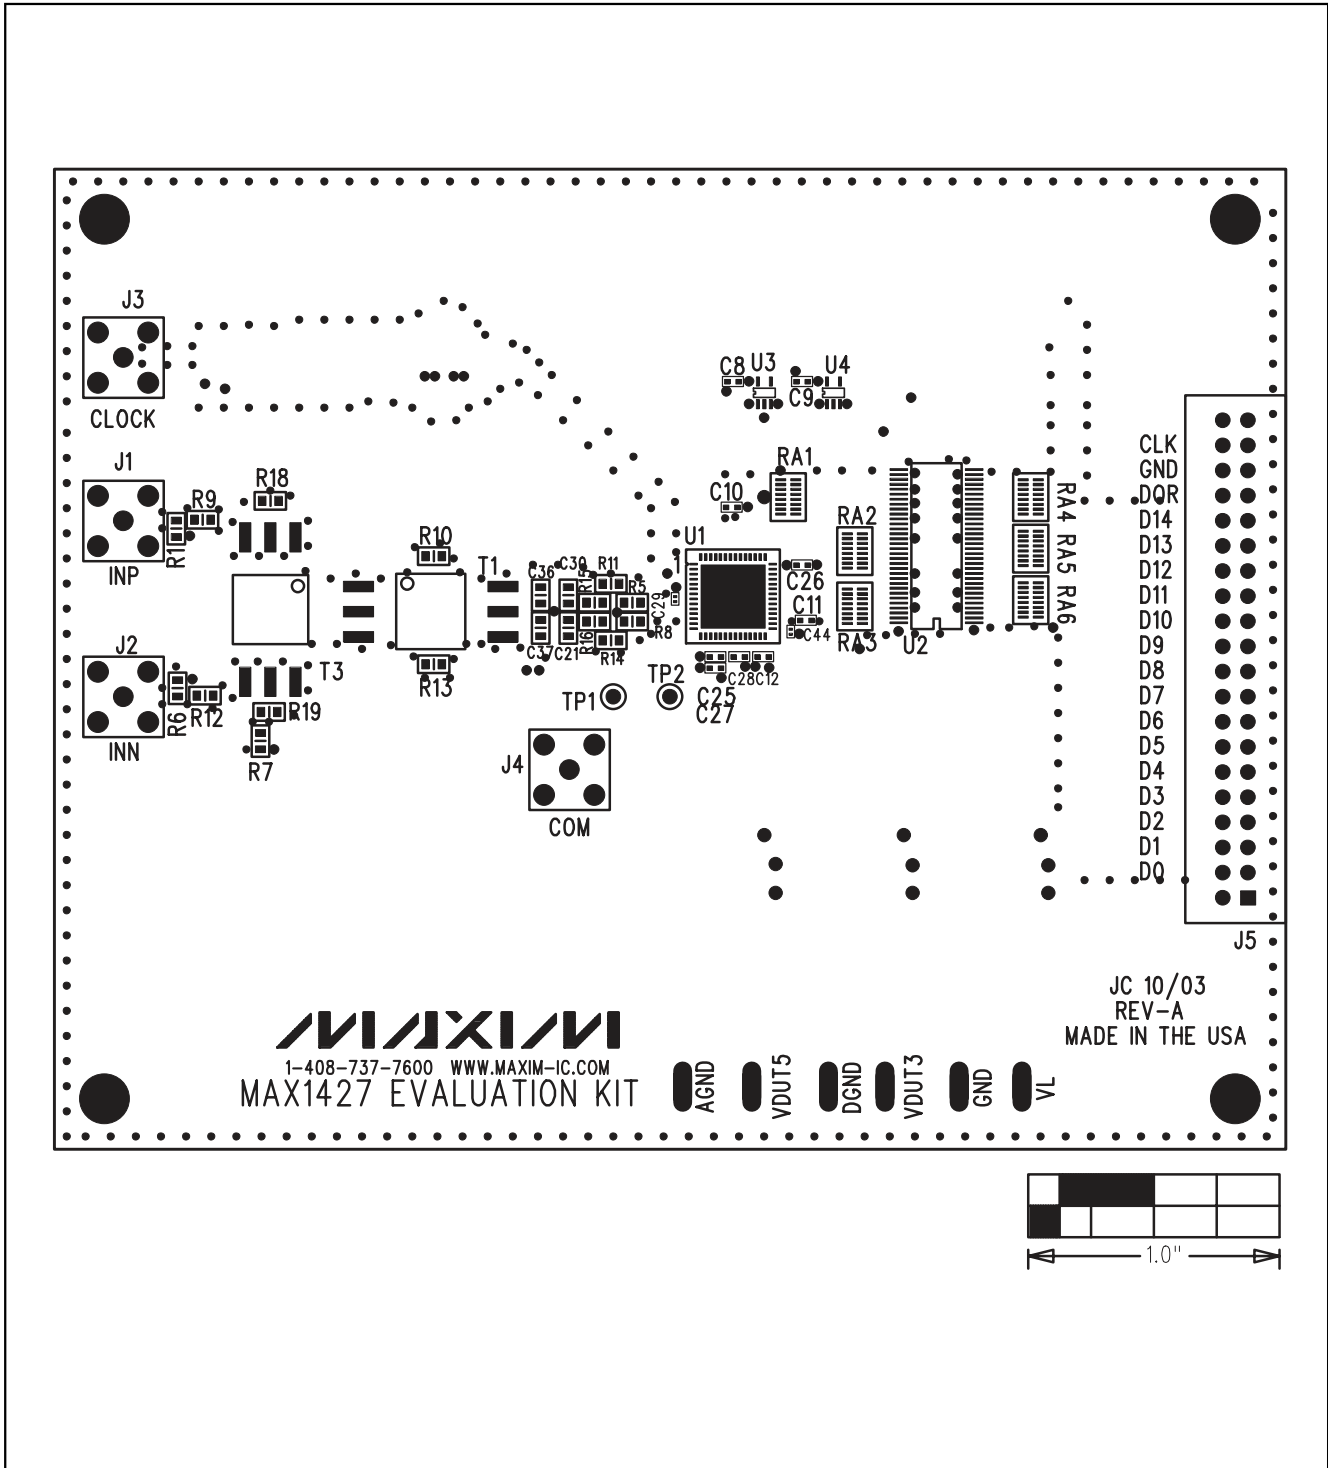 J3
CLOCK
C8 U3 U4
C9
J1
INP
R9
R1
R18
R10
T1
C36
C30
R15
R11
R5
C29
R8
R16
R14
C37
C21
U1
1
C10
RA1
RA2
RA3
C26
C11
C44
U2
RA4 RA5 RA6
CLK
GND
DOR
D14
D13
D12
D11
D10
D9
D8
D7
D6
D5
D4
D3
D2
D1
D0
J5
J2
INN
R6
R12
T3
R19
R7
R13
TP1
TP2
C25
C27
C28
C12
J4
COM
JC 10/03
REV-A
MADE IN THE USA
MAXIM
1-408-737-7600 WWW.MAXIM-IC.COM
MAX1427 EVALUATION KIT
AGND
VDUT5
DGND
VDUT3
GND
VL
1.0"